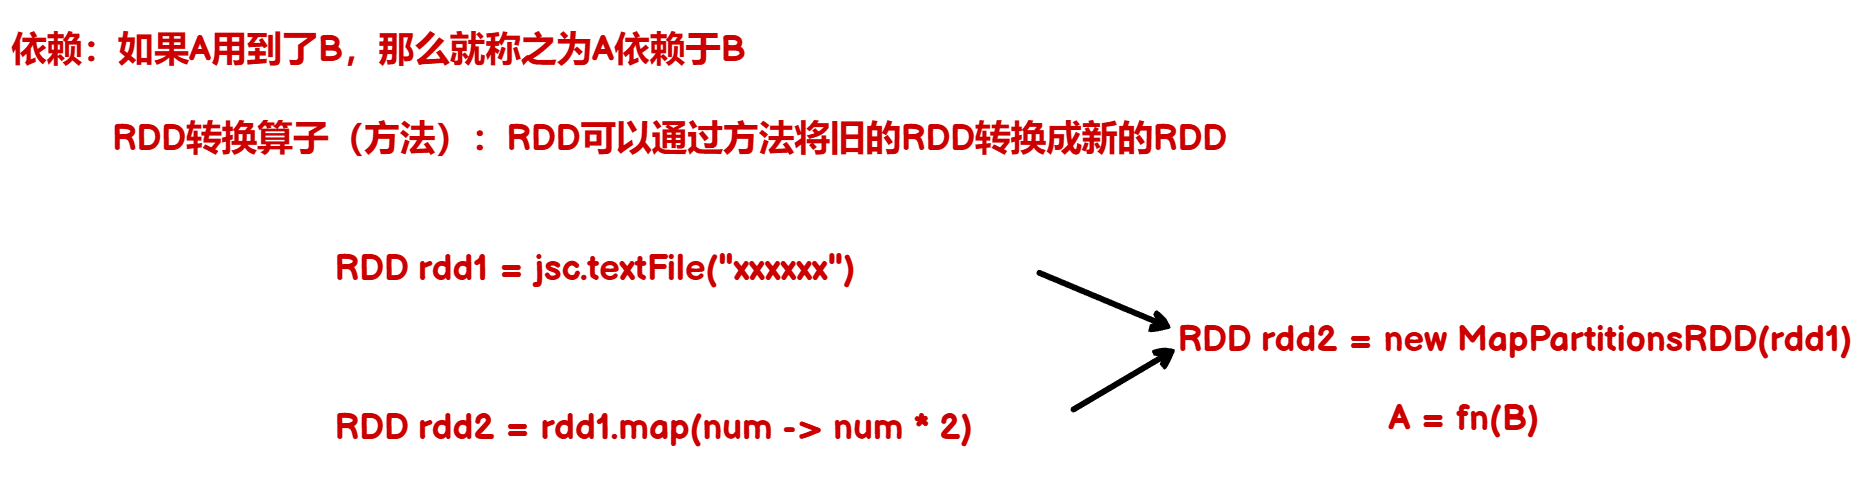 依赖：如果A用到了B，那么就称之为A依赖于B
RDD转换算子（方法）：RDD可以通过方法将旧的RDD转换成新的RDD
RDD rdd1 = jsc.textFile("xxxxxx")
RDD rdd2 = new MapPartitionsRDD(rdd1)
RDD rdd2 = rdd1.map(num -> num * 2)
A = fn(B)